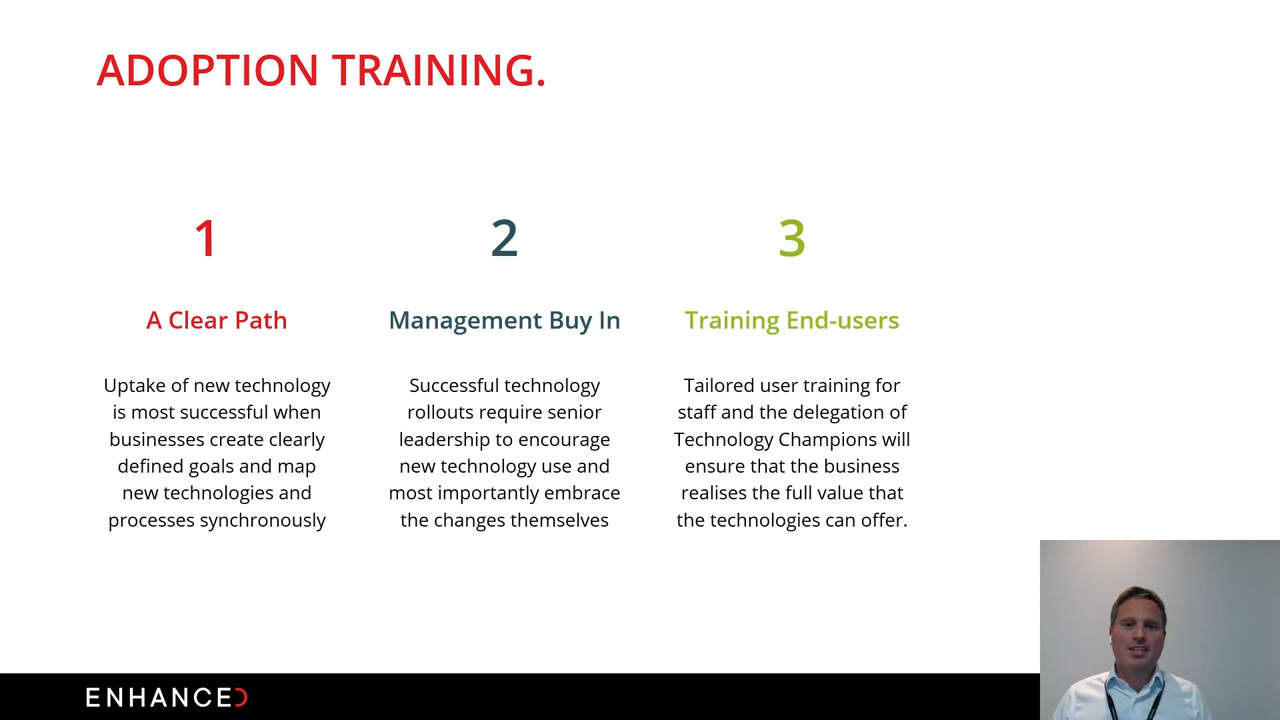 ADOPTION TRAINING.
1
A Clear Path
Uptake of new technology
is most successful when
businesses create clearly
defined goals and map
new technologies and
processes synchronously
2
Management Buy In
Successful technology
rollouts require senior
leadership to encourage
new technology use and
most importantly embrace
the changes themselves
3
Training End-users
Tailored user training for
staff and the delegation of
Technology Champions will
ensure that the business
realises the full value that
the technologies can offer.
ENHANCED